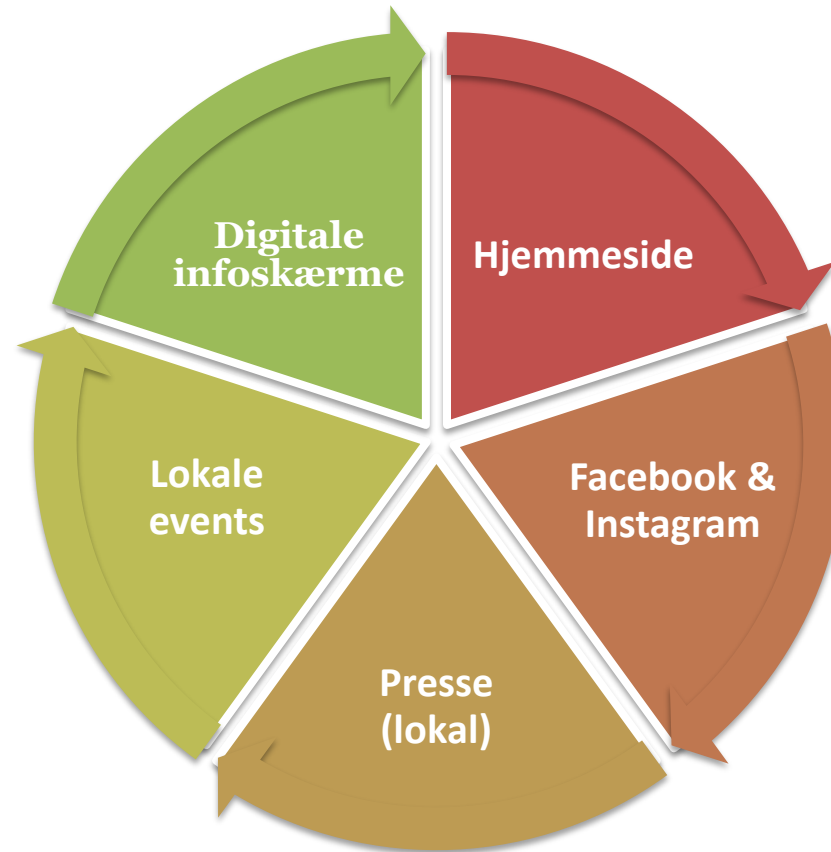 Digitale
infoskærme
Hjemmeside
Facebook &
Instagram
Presse
(lokal)
Lokale
events